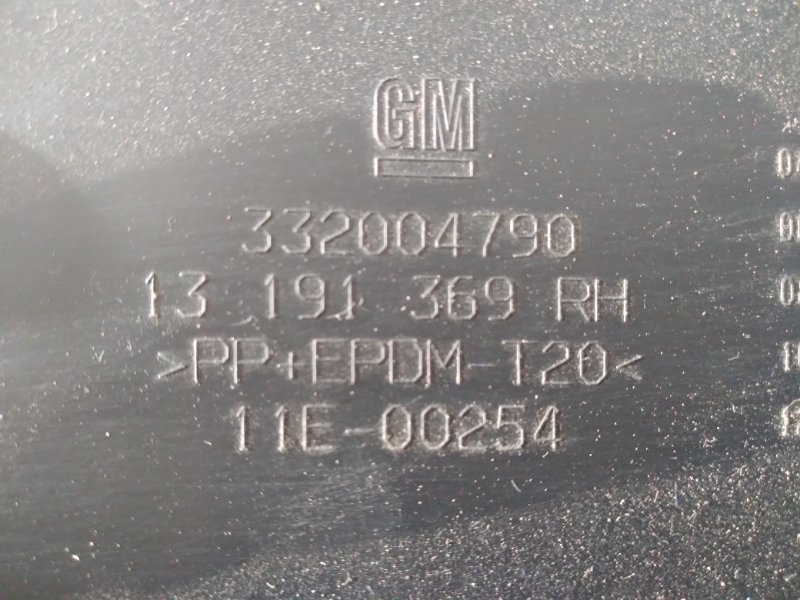 GM
332004790
13 191 369 RH
>PP+EPDM-T20<
11E-00254